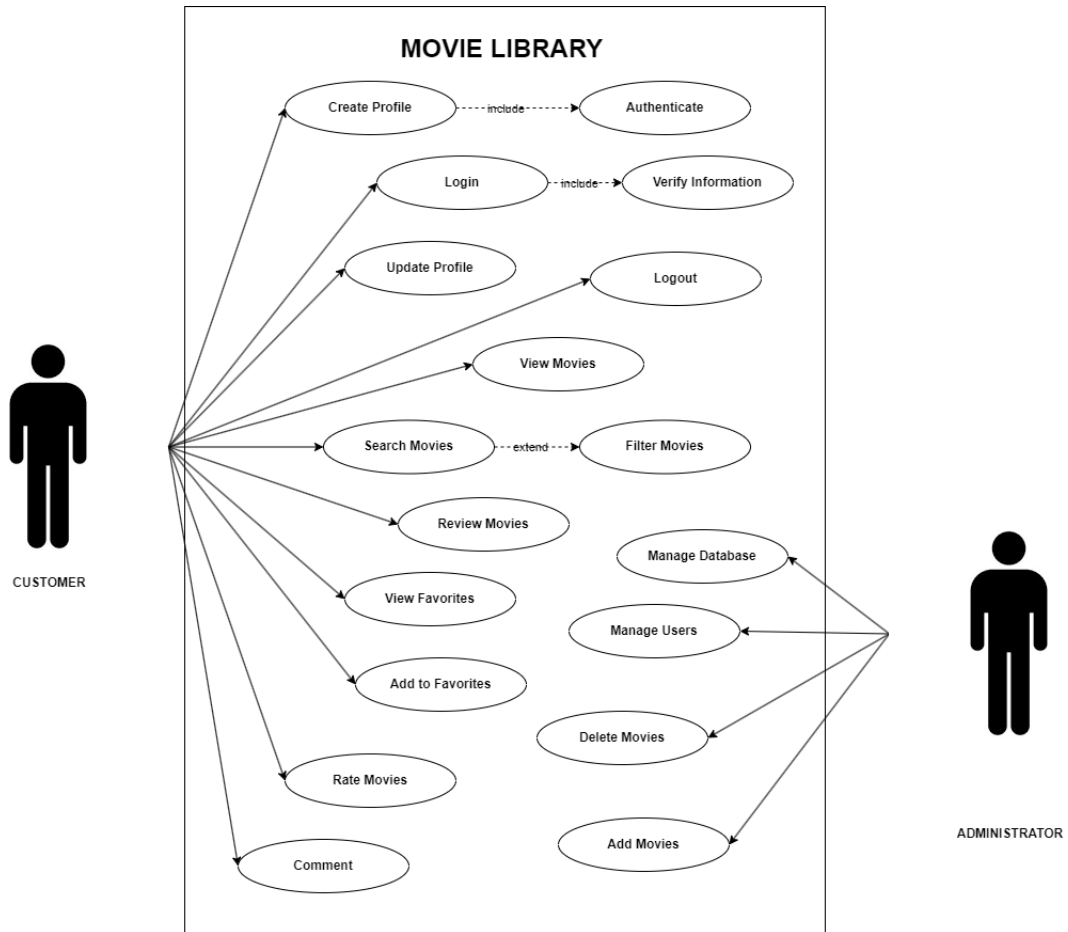 MOVIE LIBRARY
Create Profile
include
Authenticate
Login
include
Verify Information
Update Profile
Logout
View Movies
Search Movies
extend
Filter Movies
Review Movies
Manage Database
CUSTOMER
View Favorites
Manage Users
Add to Favorites
Delete Movies
Rate Movies
ADMINISTRATOR
Add Movies
Comment